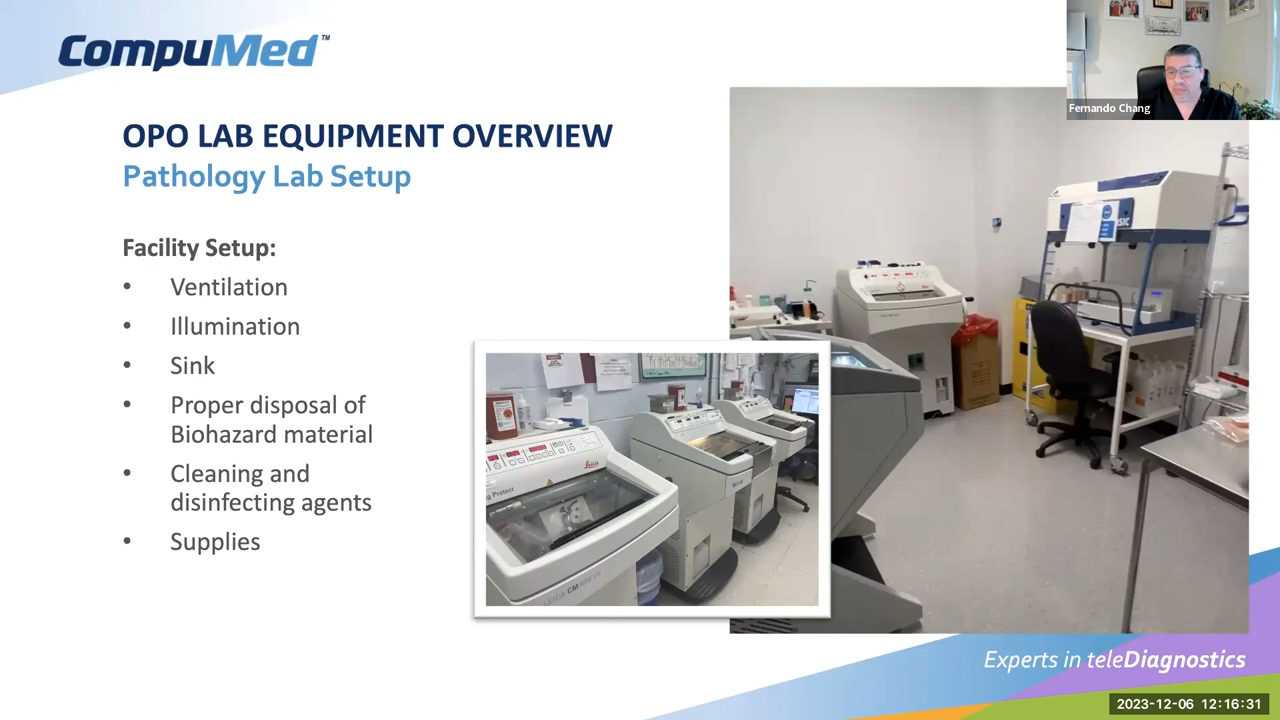 CompuMed™
Fernando Chang
OPO LAB EQUIPMENT OVERVIEW
Pathology Lab Setup
Facility Setup:
• Ventilation
• Illumination
• Sink
• Proper disposal of
Biohazard material
• Cleaning and
disinfecting agents
• Supplies
Leica
Protect
Experts in teleDiagnostics
2023-12-06 12:16:31